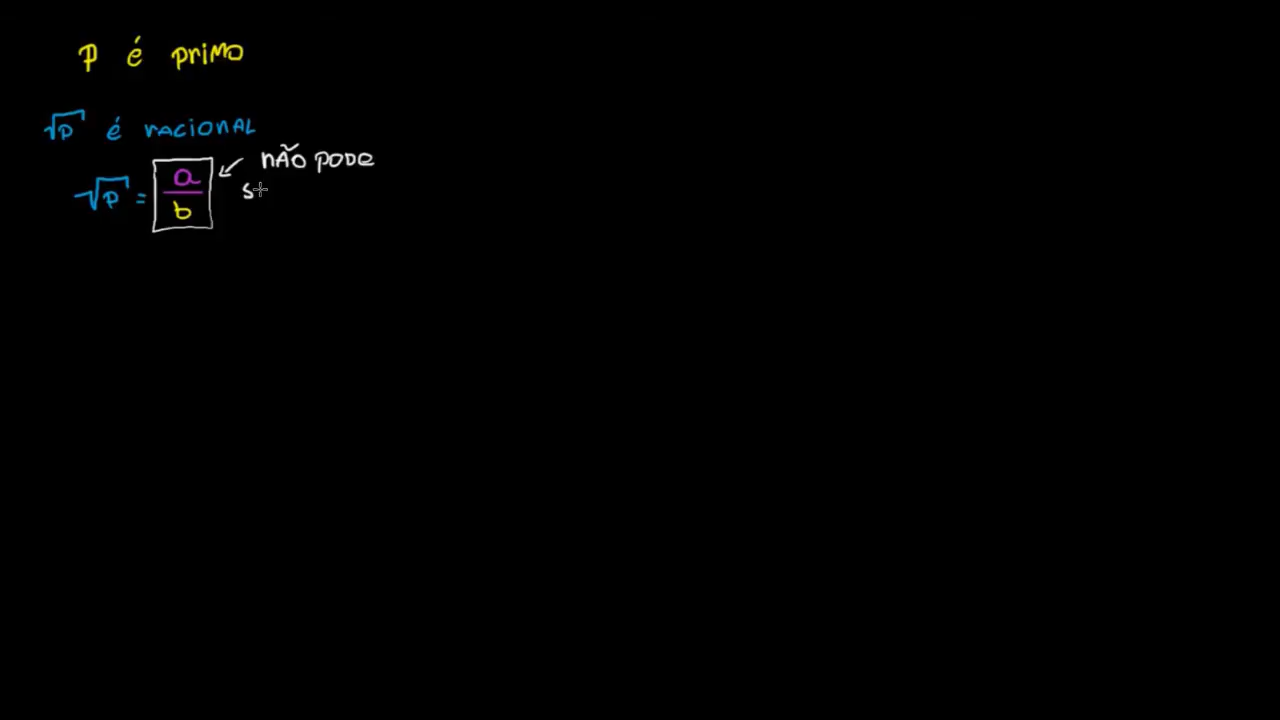 P é primo
√P é racional
√P = a/b ← não pode
s